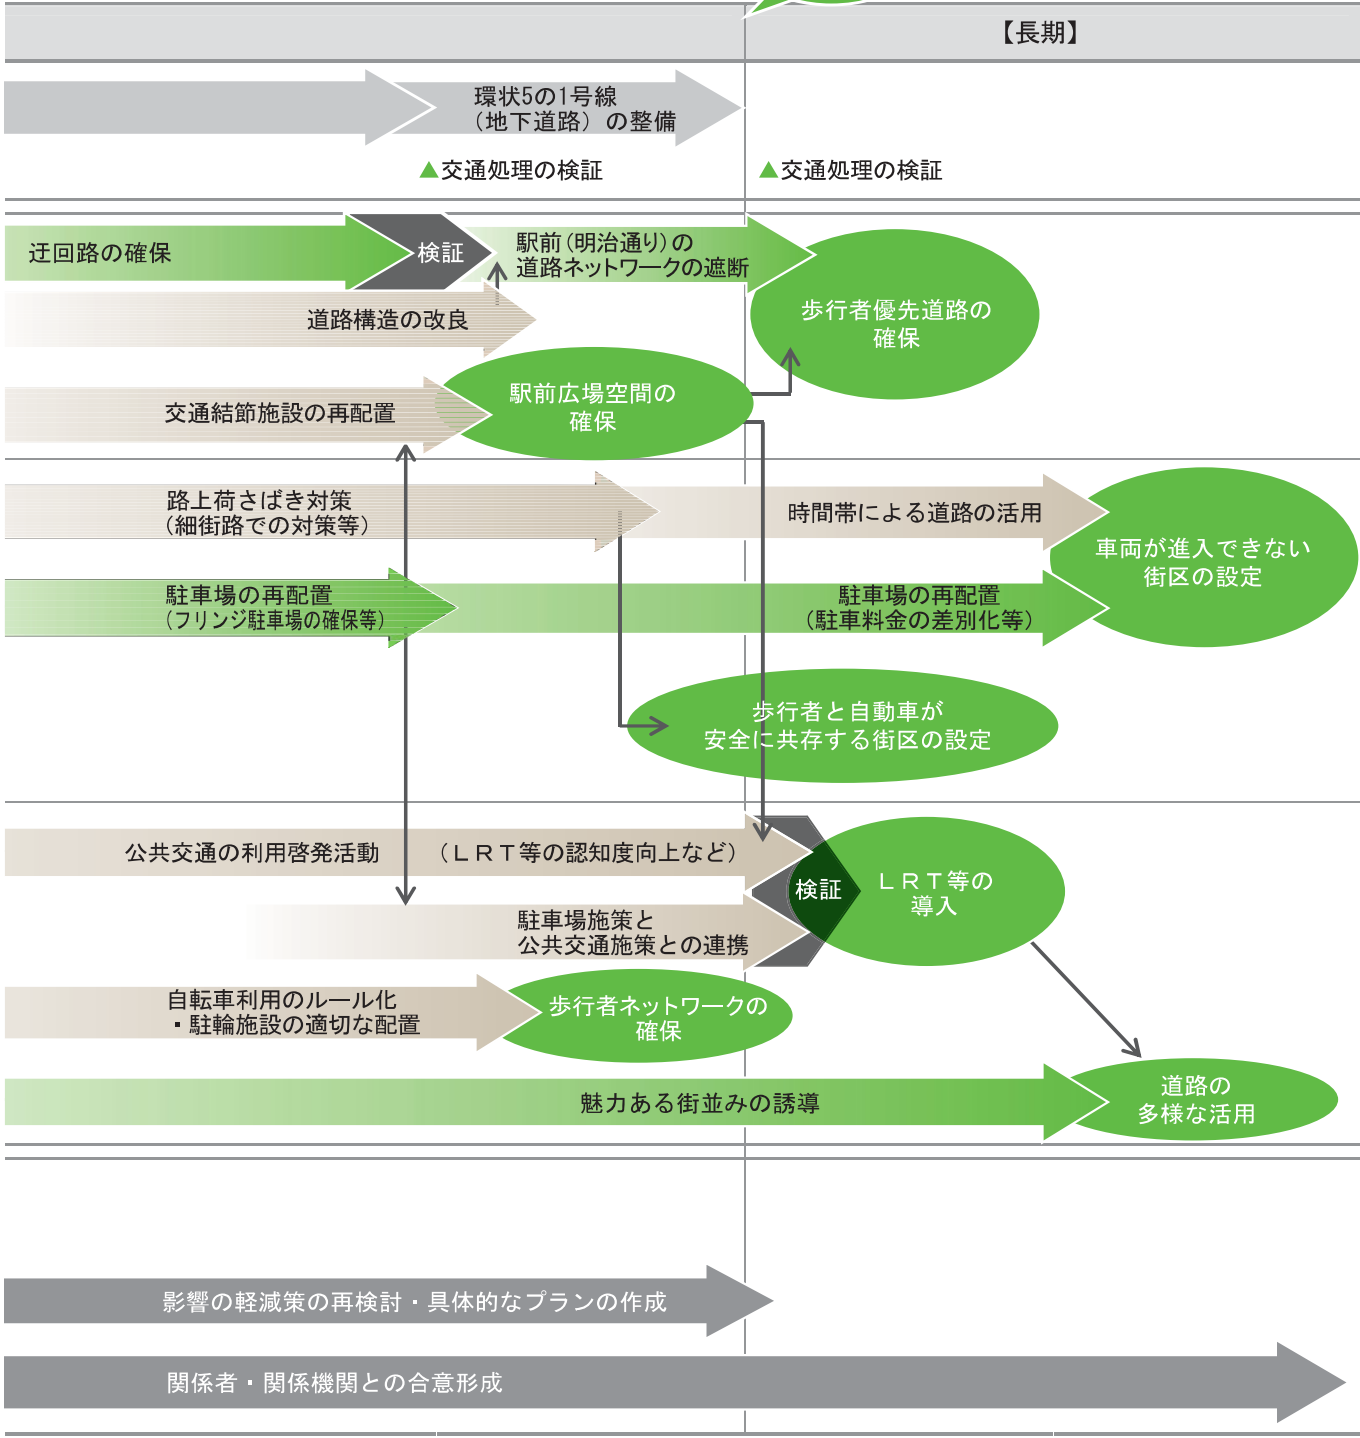 【長期】
環状5の1号線
（地下道路）の整備
▲交通処理の検証
▲交通処理の検証
迂回路の確保
検証
駅前（明治通り）の
道路ネットワークの遮断
道路構造の改良
歩行者優先道路の
確保
交通結節施設の再配置
駅前広場空間の
確保
路上荷さばき対策
（細街路での対策等）
時間帯による道路の活用
車両が進入できない
街区の設定
駐車場の再配置
（フリンジ駐車場の確保等）
駐車場の再配置
（駐車料金の差別化等）
歩行者と自動車が
安全に共存する街区の設定
公共交通の利用啓発活動　（ＬＲＴ等の認知度向上など）
検証
ＬＲＴ等の
導入
駐車場施策と
公共交通施策との連携
自転車利用のルール化
・駐輪施設の適切な配置
歩行者ネットワークの
確保
魅力ある街並みの誘導
道路の
多様な活用
影響の軽減策の再検討・具体的なプランの作成
関係者・関係機関との合意形成